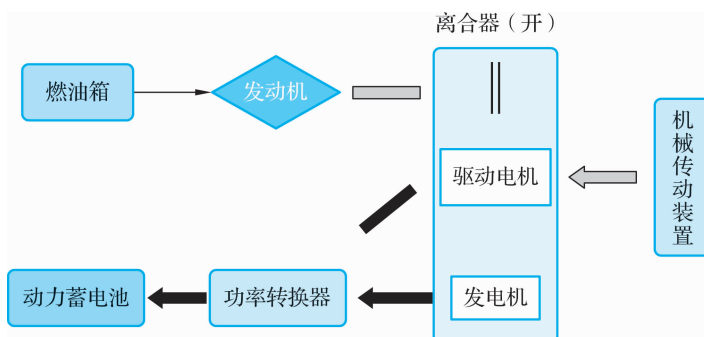 离合器（开）
燃油箱
发动机
机械传动装置
驱动电机
动力蓄电池
功率转换器
发电机